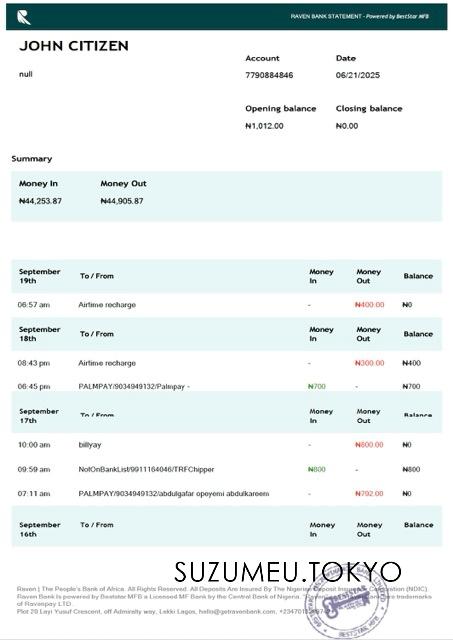 RAVEN BANK STATEMENT - Powered by BestStar MFB
JOHN CITIZEN
null
Account Date
7790884846 06/21/2025
Opening balance Closing balance
₦1,012.00 ₦0.00
Summary
Money In Money Out
₦44,253.87 ₦44,905.87
September 19th To / From Money In Money Out Balance
06:57 am Airtime recharge - ₦400.00 ₦0
September 18th To / From Money In Money Out Balance
08:43 pm Airtime recharge - ₦300.00 ₦400
06:45 pm PALMPAY/9034949132/Palmpay - ₦700 - ₦700
September 17th To / From Money In Money Out Balance
10:00 am billyay - ₦800.00 ₦0
09:59 am NotOnBankList/9911164046/TRFChipper ₦800 - ₦800
07:11 am PALMPAY/9034949132/abdulgafar opeyemi abdulkareem - ₦792.00 ₦0
September 16th To / From Money In Money Out Balance
SUZUMEU.TOKYO
Raven | The People's Bank of Africa. All Rights Reserved. All Deposits Are Insured By The Nigerian Deposit Insurance Corporation (NDIC).
Raven Bank is powered by Beststar MFB a Licensed MF Bank by the Central Bank of Nigeria. trademarks
of Ravenpay LTD.
Plot 20 Layi Yusuf Crescent, off Admiralty way, Lekki Lagos, hello@getravenbank.com,
BESTSTAR MFB